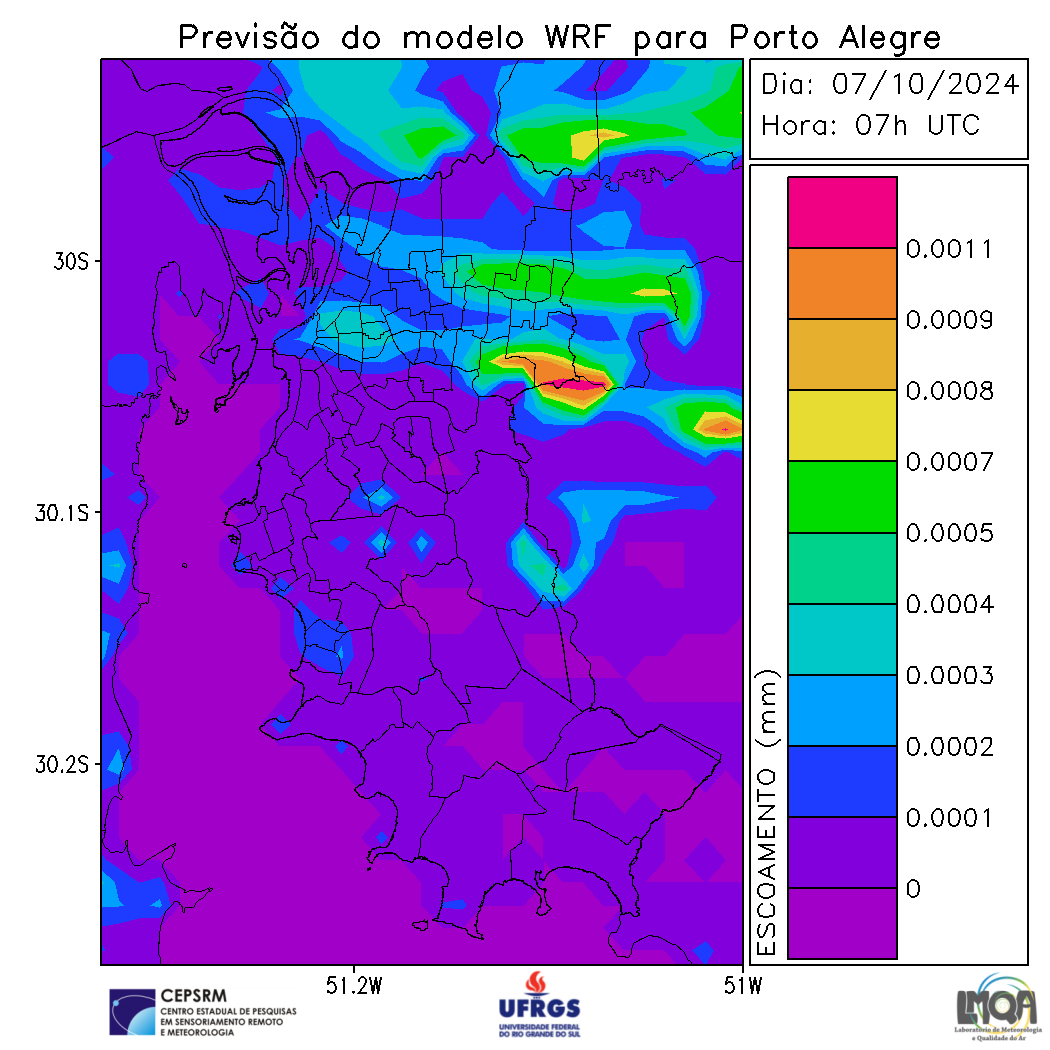 Previsão do modelo WRF para Porto Alegre
Dia: 07/10/2024
Hora: 07h UTC
30S
30.1S
30.2S
51.2W
51W
ESCOAMENTO (mm)
0.0011
0.0009
0.0008
0.0007
0.0005
0.0004
0.0003
0.0002
0.0001
0
CEPSRM
CENTRO ESTADUAL DE PESQUISAS
EM SENSORIAMENTO REMOTO
E METEOROLOGIA
UFRGS
UNIVERSIDADE FEDERAL
DO RIO GRANDE DO SUL
LMQA
Laboratório de Meteorologia
e Qualidade do Ar